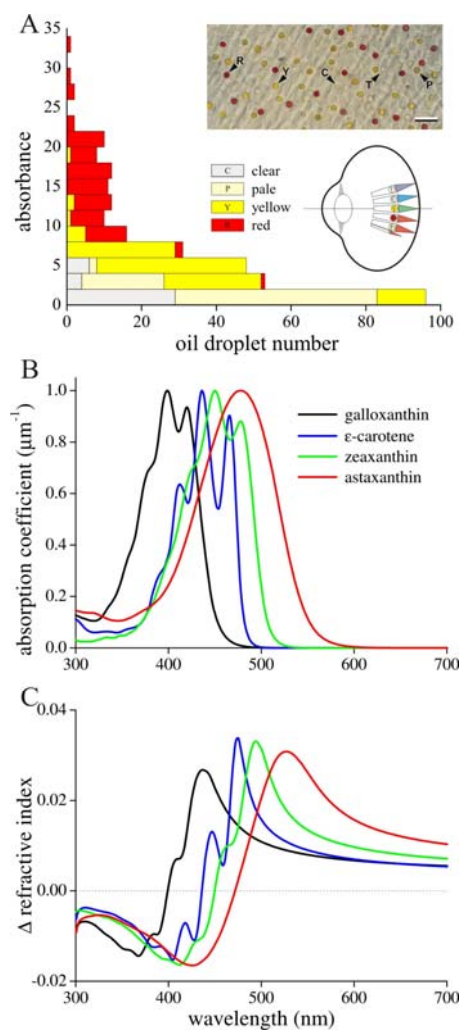 A
absorbance
35
30
25
20
15
10
5
0
R
Y
C
T
P
C clear
P pale
Y yellow
red
0 20 40 60 80 100
oil droplet number
B
absorption coefficient (μm⁻¹)
1.0
0.8
0.6
0.4
0.2
0.0
galloxanthin
ε-carotene
zeaxanthin
astaxanthin
300 400 500 600 700
C
Δ refractive index
0.04
0.02
0.00
-0.02
300 400 500 600 700
wavelength (nm)